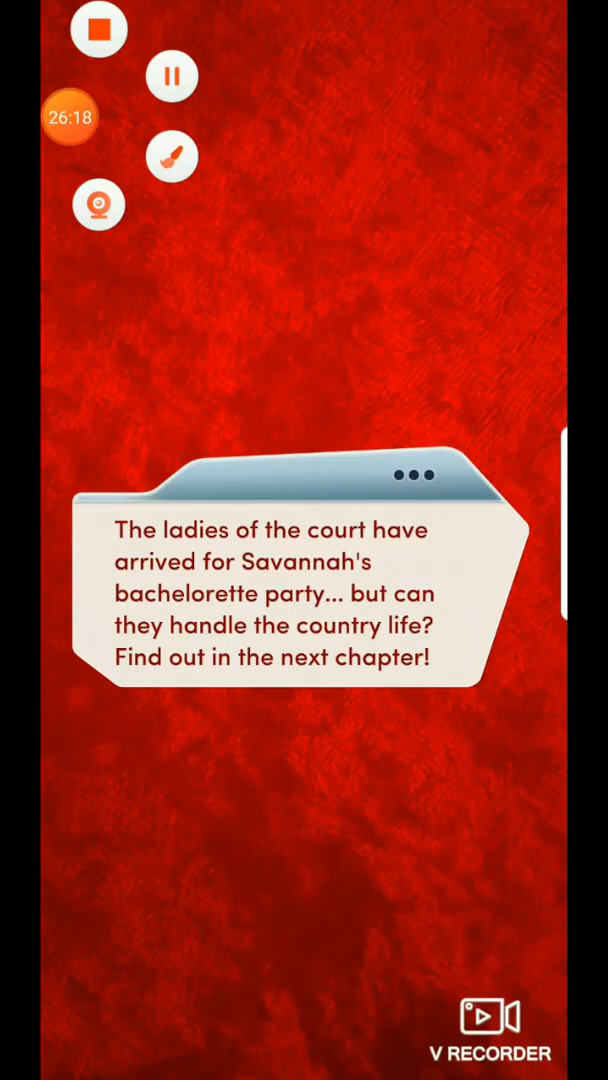 26:18
The ladies of the court have
arrived for Savannah's
bachelorette party... but can
they handle the country life?
Find out in the next chapter!
V RECORDER